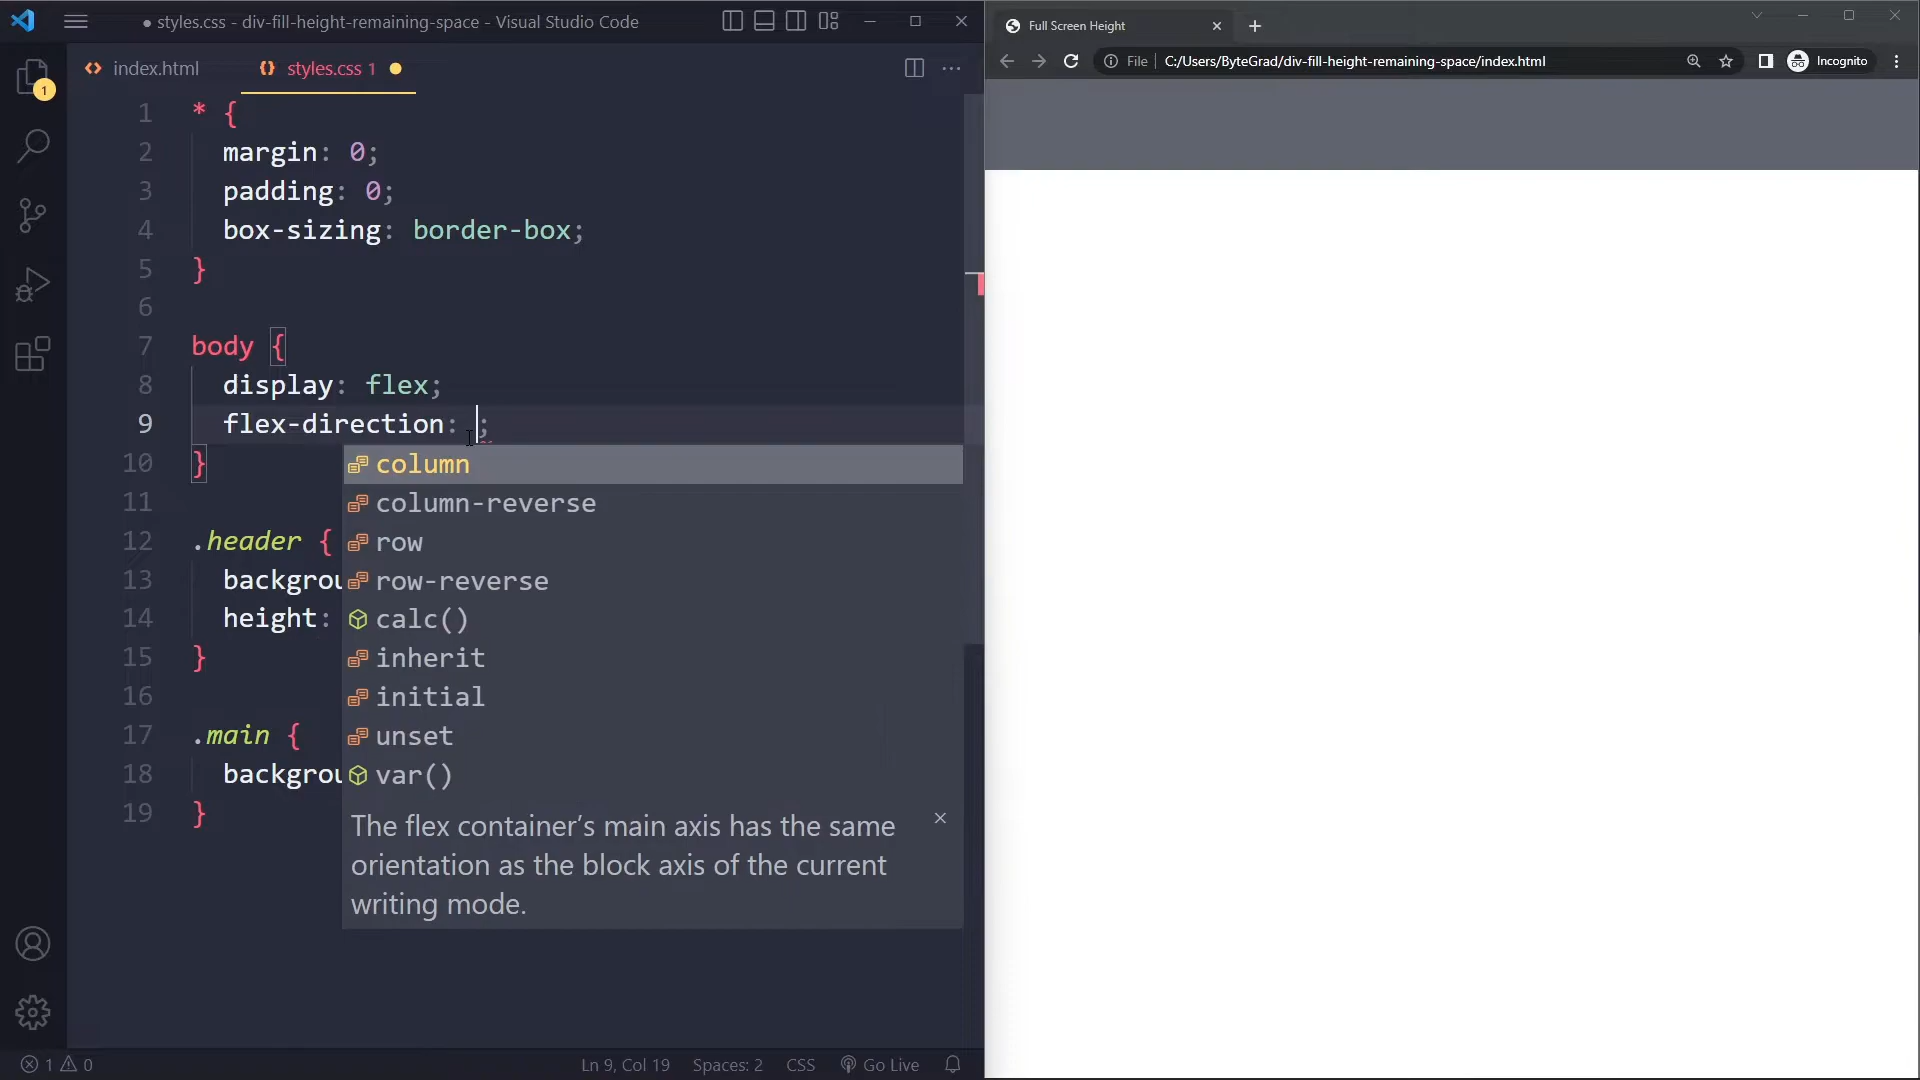 ● styles.css - div-fill-height-remaining-space - Visual Studio Code
index.html
styles.css 1
1
1 * {
2 margin: 0;
3 padding: 0;
4 box-sizing: border-box;
5 }
6
7 body {
8 display: flex;
9 flex-direction: ;
10 }
11
12 .header {
13 backgrou
14 height:
15 }
16
17 .main {
18 backgrou
19 }
column
column-reverse
row
row-reverse
calc()
inherit
initial
unset
var()
The flex container’s main axis has the same
orientation as the block axis of the current
writing mode.
1 0
Ln 9, Col 19
Spaces: 2
CSS
Go Live
Full Screen Height
File
C:/Users/ByteGrad/div-fill-height-remaining-space/index.html
Incognito